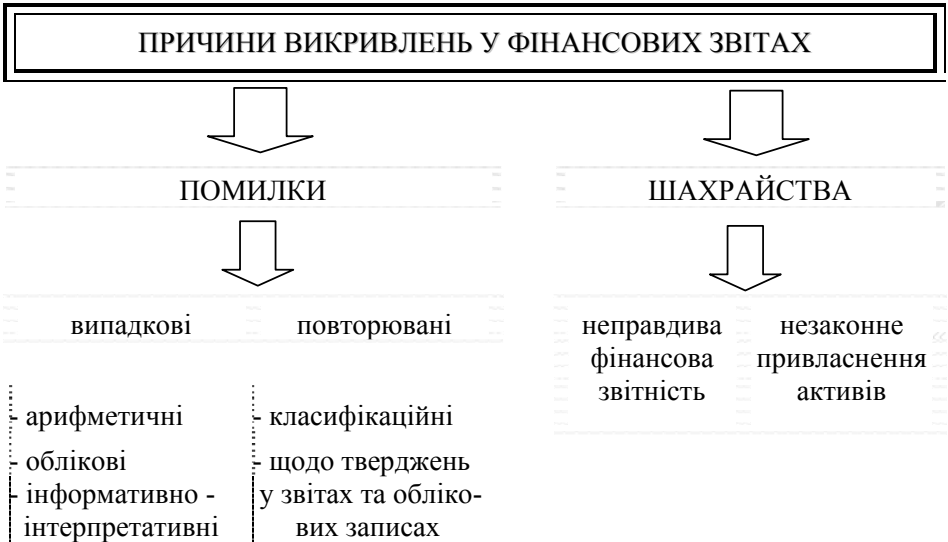 ПРИЧИНИ ВИКРИВЛЕНЬ У ФІНАНСОВИХ ЗВІТАХ
ПОМИЛКИ
ШАХРАЙСТВА
випадкові
повторювані
неправдива
фінансова
звітність
незаконне
привласнення
активів
- арифметичні
- облікові
- інформативно -
інтерпретативні
- класифікаційні
- щодо тверджень
у звітах та обліко-
вих записах